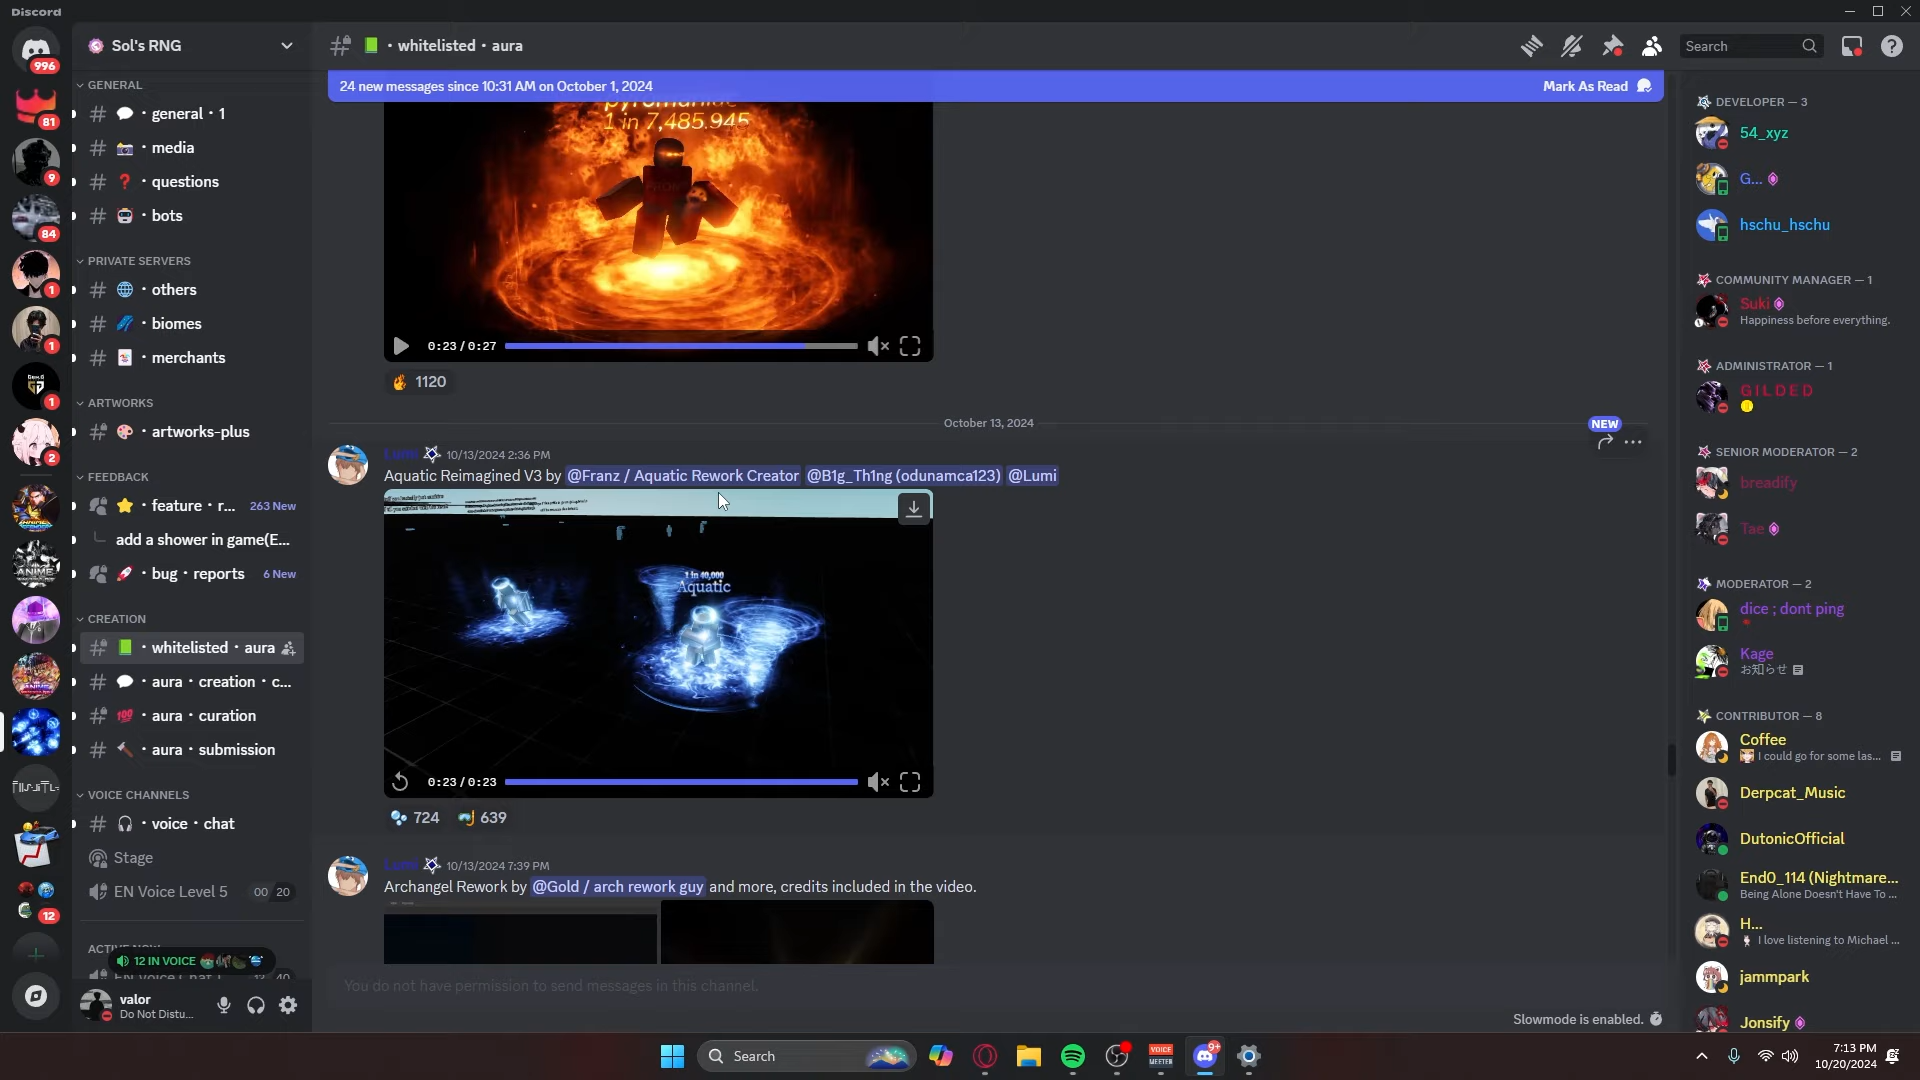 Discord
996
81
9
84
1
1
1
2
12
Sol's RNG
GENERAL
general · 1
media
questions
bots
PRIVATE SERVERS
others
biomes
merchants
ARTWORKS
artworks-plus
FEEDBACK
feature · r... 263 New
add a shower in game(E...
bug · reports 6 New
CREATION
whitelisted · aura
aura · creation · c...
aura · curation
aura · submission
VOICE CHANNELS
voice · chat
Stage
EN Voice Level 5 00 20
12 IN VOICE
valor
Do Not Distu...
· whitelisted · aura
Search
24 new messages since 10:31 AM on October 1, 2024
Mark As Read
1 in 7,485,945
0:23 / 0:27
1120
October 13, 2024
NEW
Lumi 10/13/2024 2:36 PM
Aquatic Reimagined V3 by @Franz / Aquatic Rework Creator @B1g_Th1ng (odunamca123) @Lumi
1 in 40,000
Aquatic
0:23 / 0:23
724 639
Lumi 10/13/2024 7:39 PM
Archangel Rework by @Gold / arch rework guy and more, credits included in the video.
You do not have permission to send messages in this channel.
Slowmode is enabled.
DEVELOPER — 3
54_xyz
G...
hschu_hschu
COMMUNITY MANAGER — 1
Suki
Happiness before everything.
ADMINISTRATOR — 1
G I L D E D
SENIOR MODERATOR — 2
breadify
Tae
MODERATOR — 2
dice ; dont ping
Kage
お知らせ
CONTRIBUTOR — 8
Coffee
I could go for some las...
Derpcat_Music
DutonicOfficial
End0_114 (Nightmare...
Being Alone Doesn't Have To ...
H...
I love listening to Michael ...
jammpark
Jonsify
Search
VOICE
MEETER
9+
7:13 PM
10/20/2024